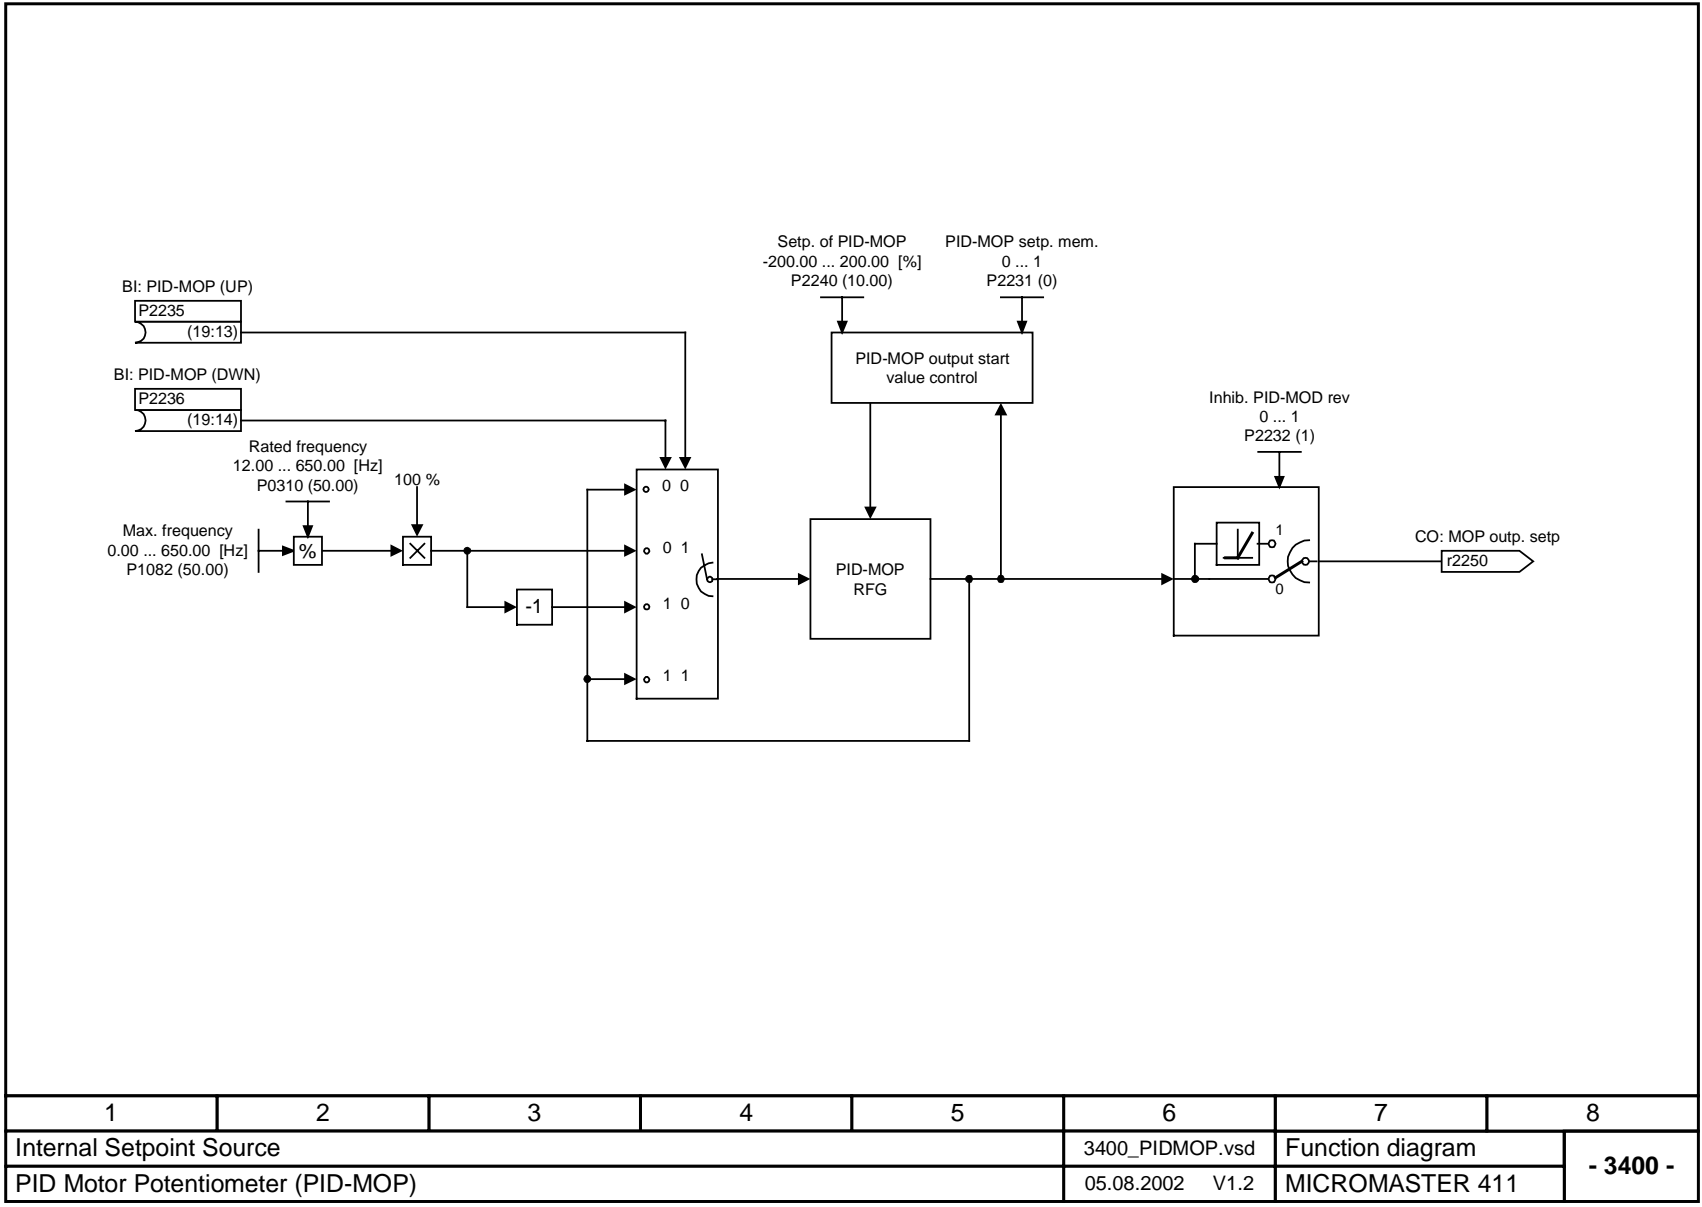 Setp. of PID-MOP
-200.00 ... 200.00 [%]
P2240 (10.00)
PID-MOP setp. mem.
0 ... 1
P2231 (0)
BI: PID-MOP (UP)
P2235
(19:13)
BI: PID-MOP (DWN)
P2236
(19:14)
PID-MOP output start
value control
Inhib. PID-MOD rev
0 ... 1
P2232 (1)
Rated frequency
12.00 ... 650.00 [Hz]
P0310 (50.00)
100 %
Max. frequency
0.00 ... 650.00 [Hz]
P1082 (50.00)
%
-1
0 0
0 1
1 0
1 1
PID-MOP
RFG
1
0
CO: MOP outp. setp
r2250
1 2 3 4 5 6 7 8
Internal Setpoint Source
3400_PIDMOP.vsd
Function diagram
- 3400 -
PID Motor Potentiometer (PID-MOP)
05.08.2002 V1.2
MICROMASTER 411